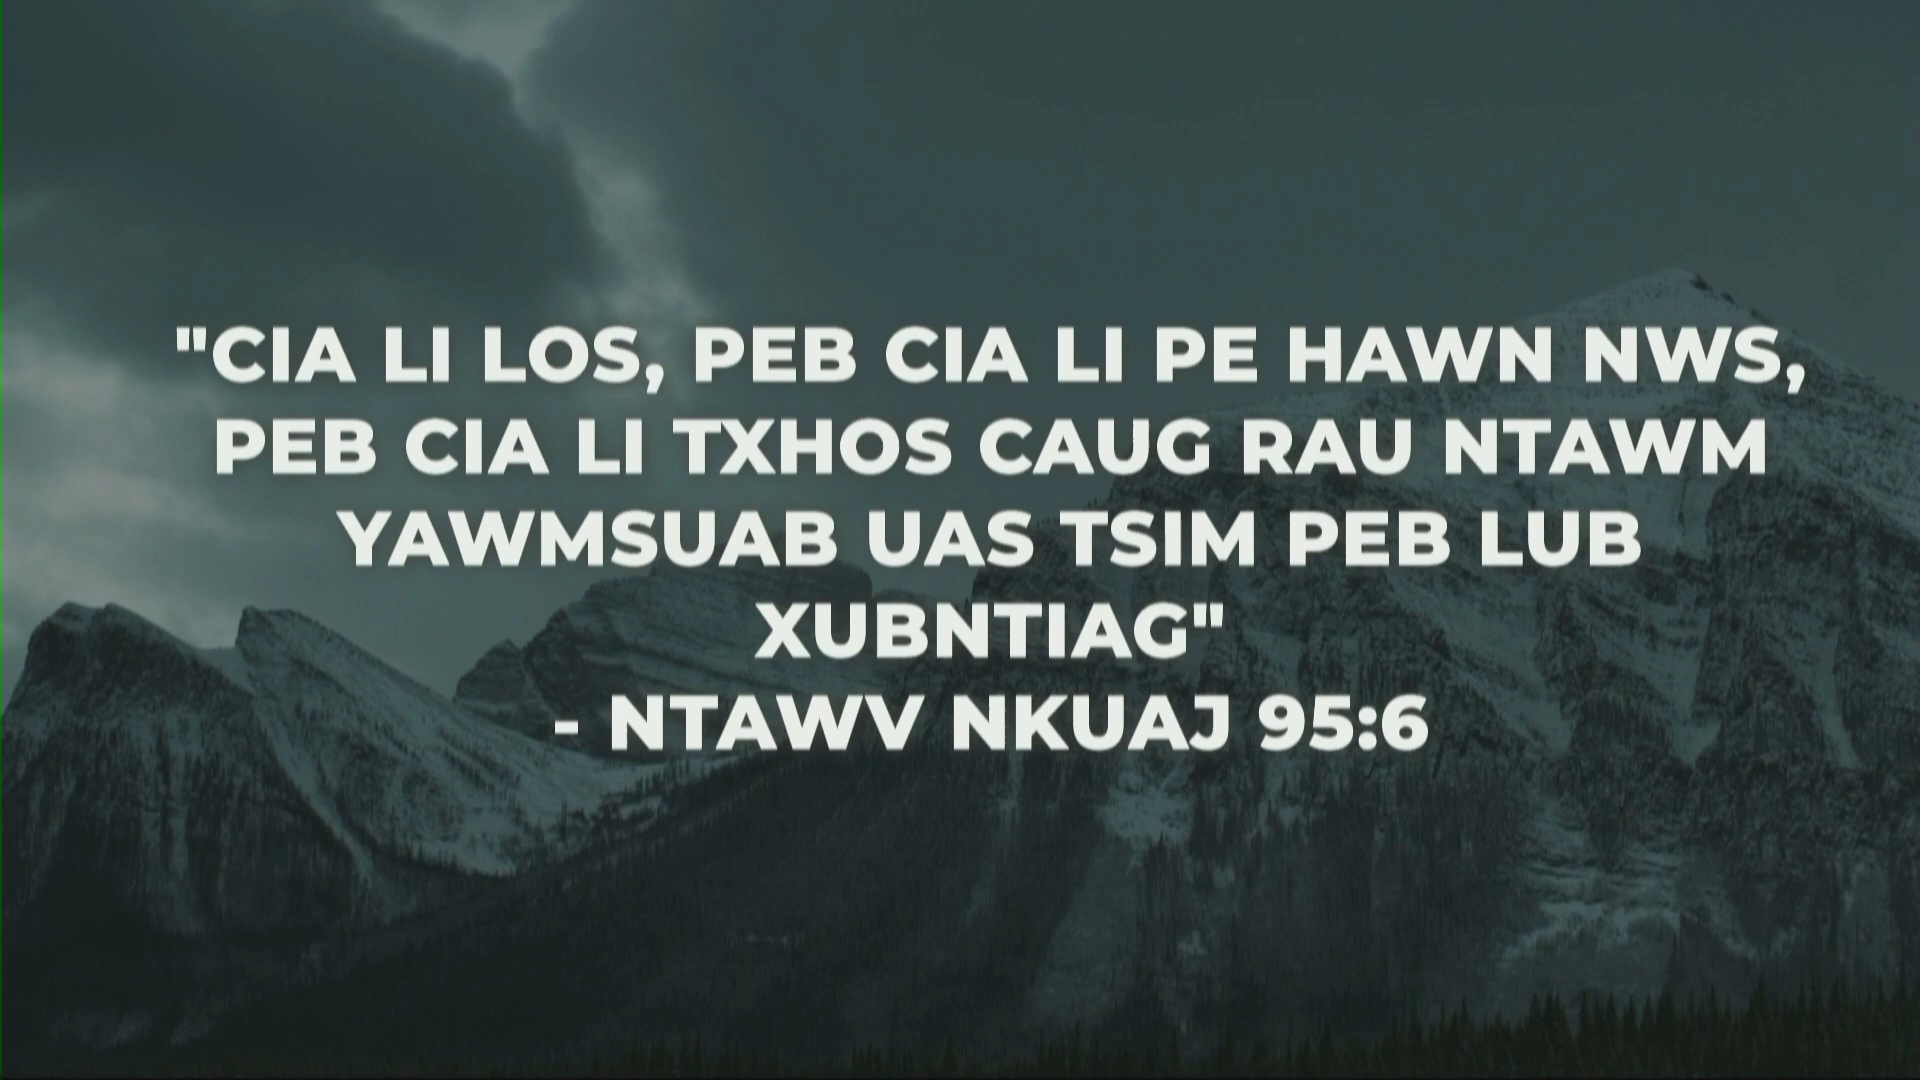 "CIA LI LOS, PEB CIA LI PE HAWN NWS,
PEB CIA LI TXHOS CAUG RAU NTAWM
YAWMSUAB UAS TSIM PEB LUB
XUBNTIAG"
- NTAWV NKUAJ 95:6